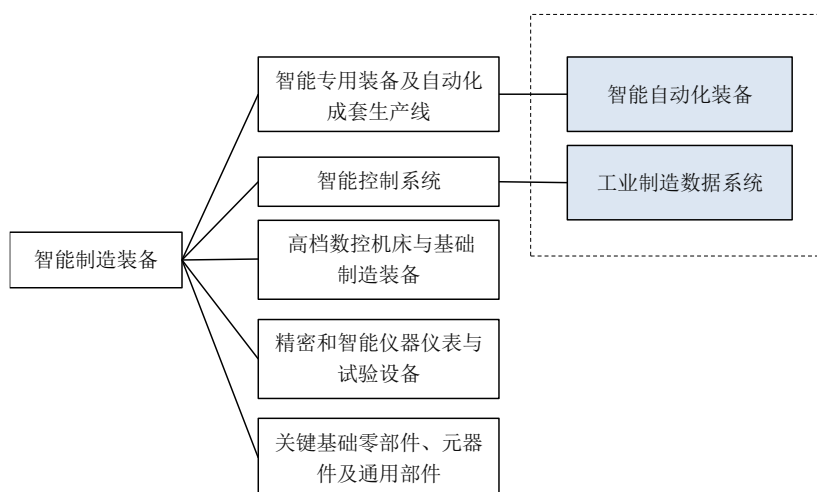 智能专用装备及自动化
成套生产线
智能自动化装备
智能控制系统
工业制造数据系统
智能制造装备
高档数控机床与基础
制造装备
精密和智能仪器仪表与
试验设备
关键基础零部件、元器
件及通用部件